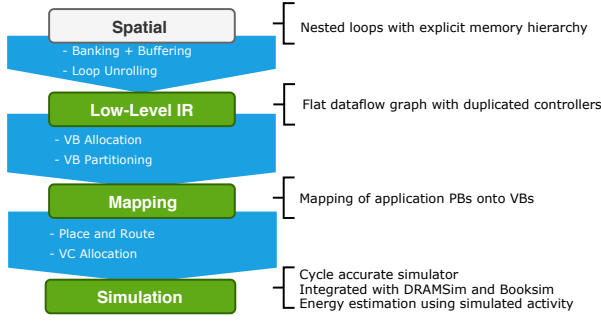 Spatial
Nested loops with explicit memory hierarchy
- Banking + Buffering
- Loop Unrolling
Low-Level IR
Flat dataflow graph with duplicated controllers
- VB Allocation
- VB Partitioning
Mapping
Mapping of application PBs onto VBs
- Place and Route
- VC Allocation
Simulation
Cycle accurate simulator
Integrated with DRAMSim and Booksim
Energy estimation using simulated activity